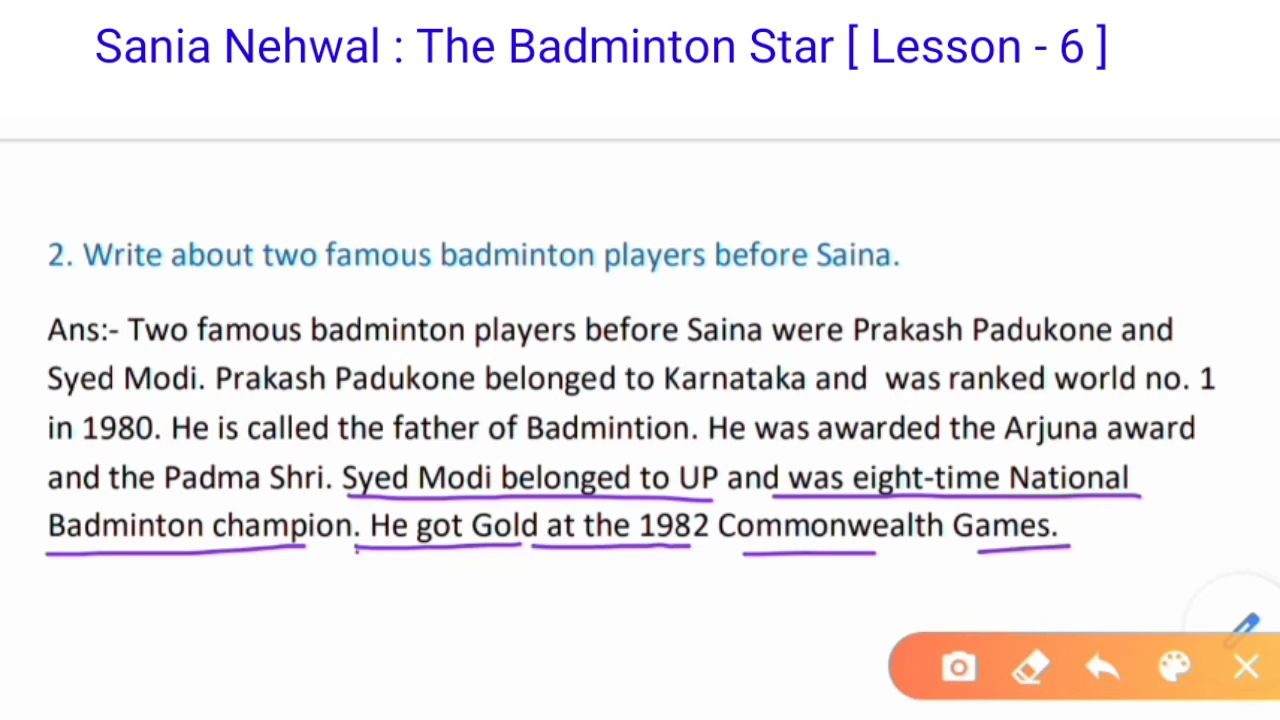 Sania Nehwal : The Badminton Star [ Lesson - 6 ]
2. Write about two famous badminton players before Saina.
Ans:- Two famous badminton players before Saina were Prakash Padukone and
Syed Modi. Prakash Padukone belonged to Karnataka and was ranked world no. 1
in 1980. He is called the father of Badmintion. He was awarded the Arjuna award
and the Padma Shri. Syed Modi belonged to UP and was eight-time National
Badminton champion. He got Gold at the 1982 Commonwealth Games.